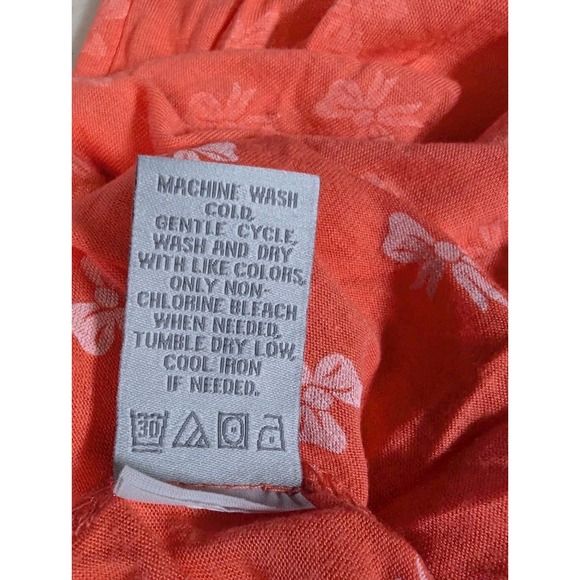 MACHINE WASH
COLD,
GENTLE CYCLE,
WASH AND DRY
WITH LIKE COLORS,
ONLY NON-
CHLORINE BLEACH
WHEN NEEDED,
TUMBLE DRY LOW,
COOL IRON
IF NEEDED.
30